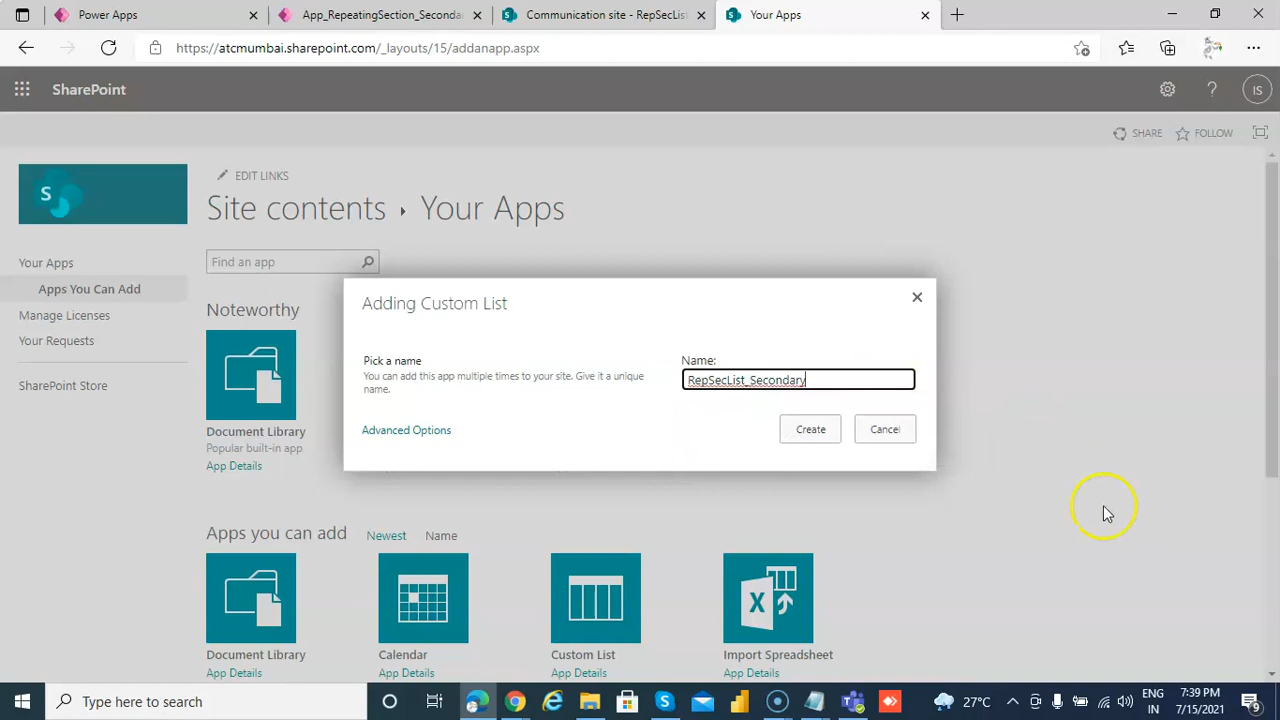 Power Apps
App_RepeatingSection_Seconda
Communication site - RepSecLis
Your Apps
https://atcmumbai.sharepoint.com/_layouts/15/addanapp.aspx
SharePoint
IS
SHARE
FOLLOW
S
EDIT LINKS
Site contents ▸ Your Apps
Your Apps
Find an app
Apps You Can Add
Noteworthy
Manage Licenses
Your Requests
SharePoint Store
Adding Custom List
Pick a name
You can add this app multiple times to your site. Give it a unique
name.
Name:
RepSecList_Secondary
Advanced Options
Create
Cancel
Document Library
Popular built-in app
App Details
Apps you can add
Newest
Name
Document Library
App Details
Calendar
App Details
Custom List
App Details
Import Spreadsheet
App Details
Type here to search
27°C
ENG
IN
7:39 PM
7/15/2021
9